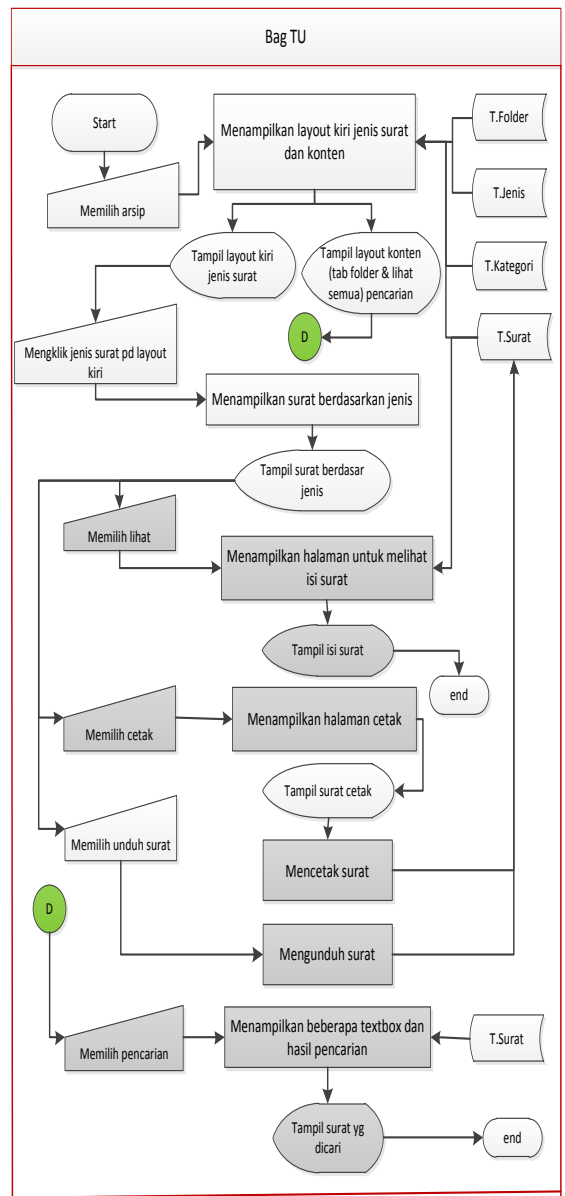 Bag TU
Start
Menampilkan layout kiri jenis surat
dan konten
T.Folder
Memilih arsip
T.Jenis
Tampil layout kiri
jenis surat
Tampil layout konten
(tab folder & lihat
semua) pencarian
T.Kategori
D
T.Surat
Mengklik jenis surat pd layout
kiri
Menampilkan surat berdasarkan jenis
Tampil surat berdasar
jenis
Memilih lihat
Menampilkan halaman untuk melihat
isi surat
Tampil isi surat
end
Memilih cetak
Menampilkan halaman cetak
Tampil surat cetak
Memilih unduh surat
Mencetak surat
D
Mengunduh surat
Memilih pencarian
Menampilkan beberapa textbox dan
hasil pencarian
T.Surat
Tampil surat yg
dicari
end